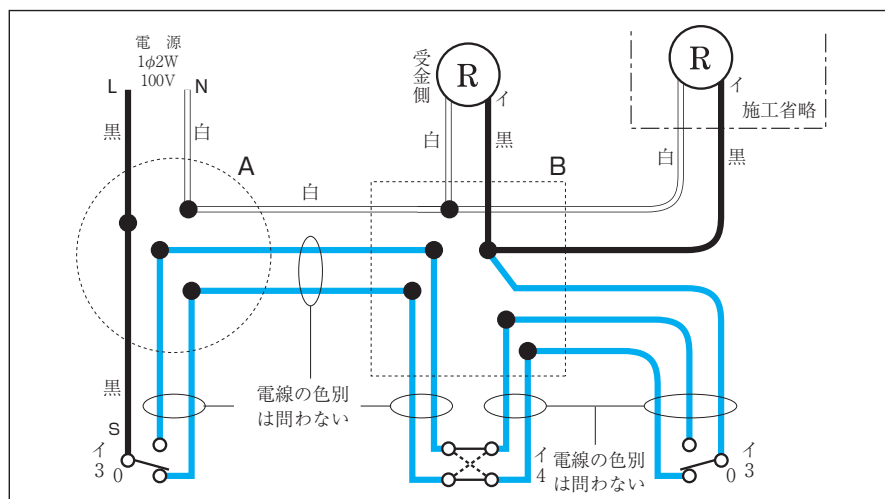 電 源
1φ2W
100V
L
N
黒
白
A
受金側
R
イ
白
黒
B
R
イ
施工省略
白
黒
白
電線の色別
は問わない
電線の色別
は問わない
黒
S
イ
3
0
イ
4
0
イ
3